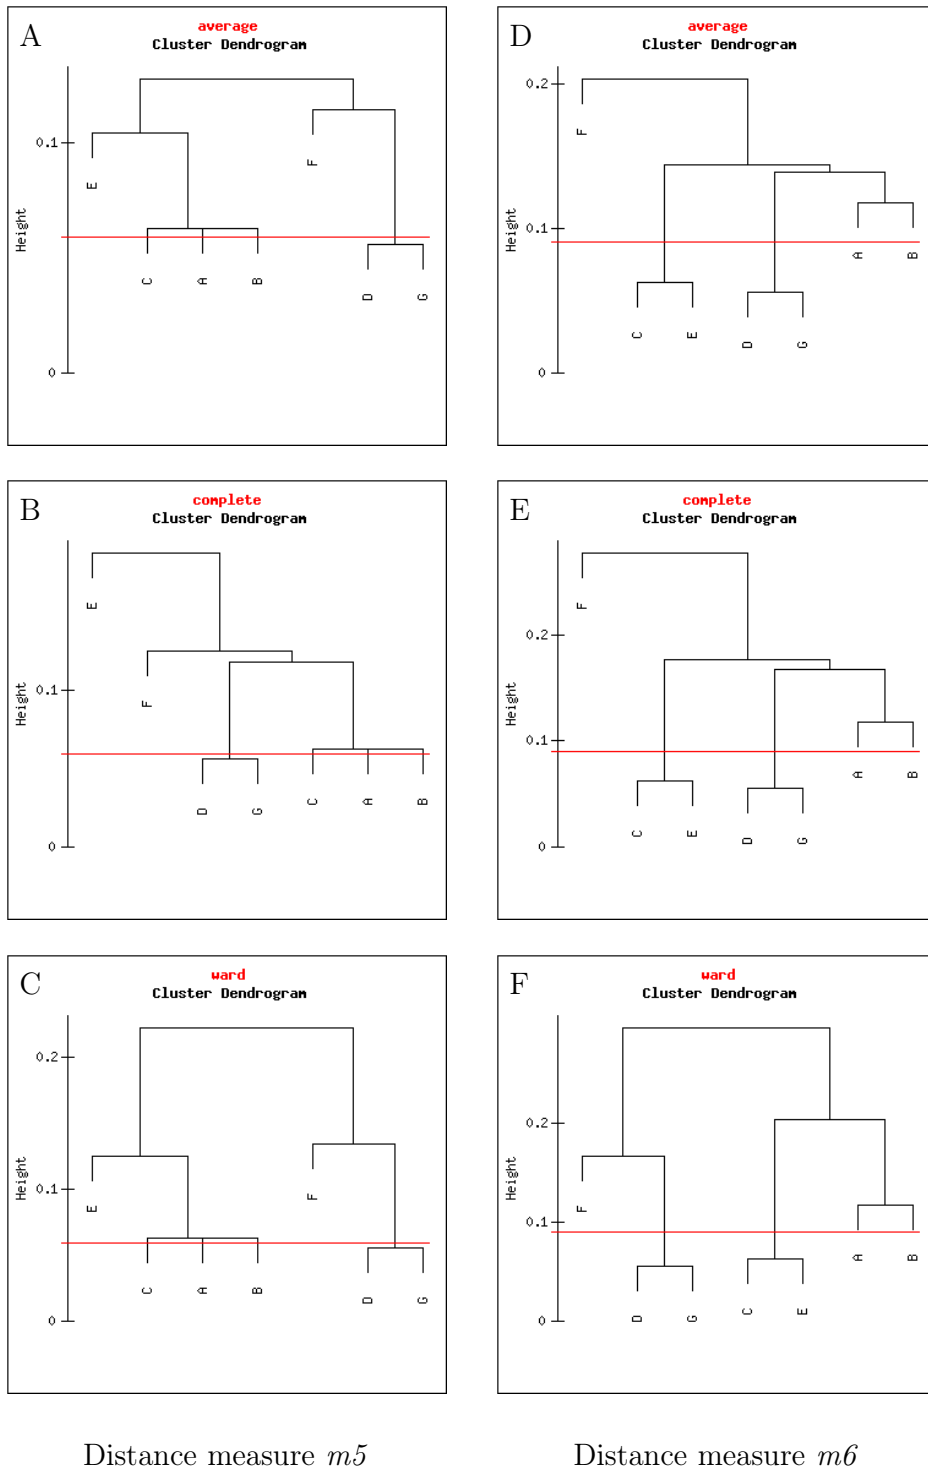 A
average
Cluster Dendrogram
Height
0.1
0
E
F
C
A
B
D
G
D
average
Cluster Dendrogram
Height
0.2
0.1
0
F
A
B
C
E
D
G
B
complete
Cluster Dendrogram
Height
0.1
0
E
F
D
G
C
A
B
E
complete
Cluster Dendrogram
Height
0.2
0.1
0
F
A
B
C
E
D
G
C
ward
Cluster Dendrogram
Height
0.2
0.1
0
E
F
C
A
B
D
G
F
ward
Cluster Dendrogram
Height
0.2
0.1
0
F
A
B
D
G
C
E
Distance measure m5
Distance measure m6